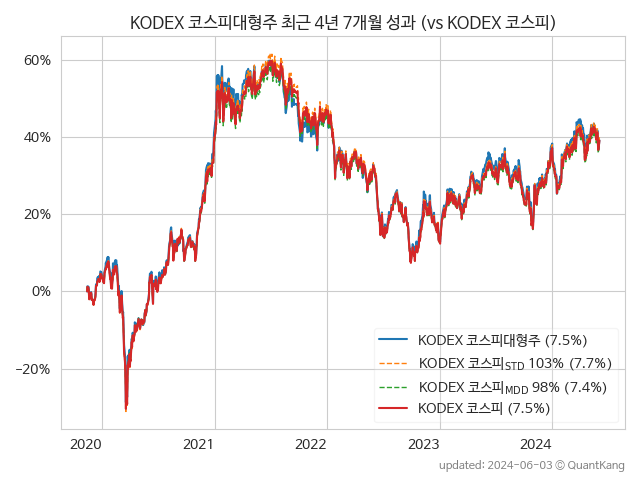 KODEX 코스피대형주 최근 4년 7개월 성과 (vs KODEX 코스피)
60%
40%
20%
0%
−20%
KODEX 코스피대형주 (7.5%)
KODEX 코스피STD 103% (7.7%)
KODEX 코스피MDD 98% (7.4%)
KODEX 코스피 (7.5%)
2020 2021 2022 2023 2024
updated: 2024-06-03 © QuantKang